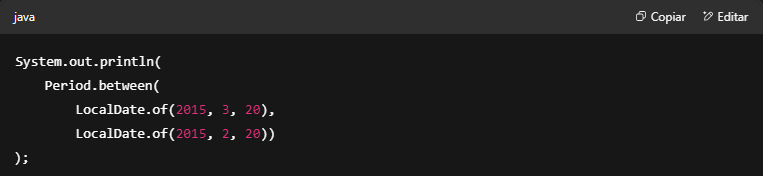 java Copiar Editar
System.out.println(
    Period.between(
        LocalDate.of(2015, 3, 20),
        LocalDate.of(2015, 2, 20))
);